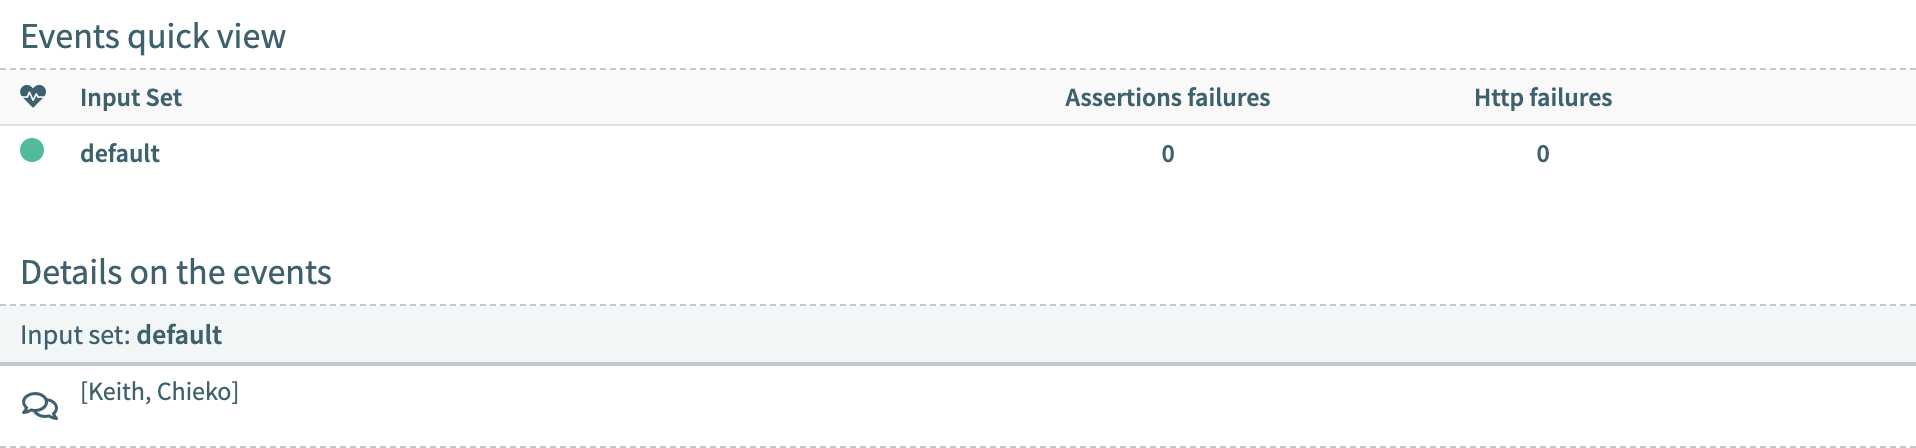 Events quick view
Input Set Assertions failures Http failures
default 0 0
Details on the events
Input set: default
[Keith, Chieko]